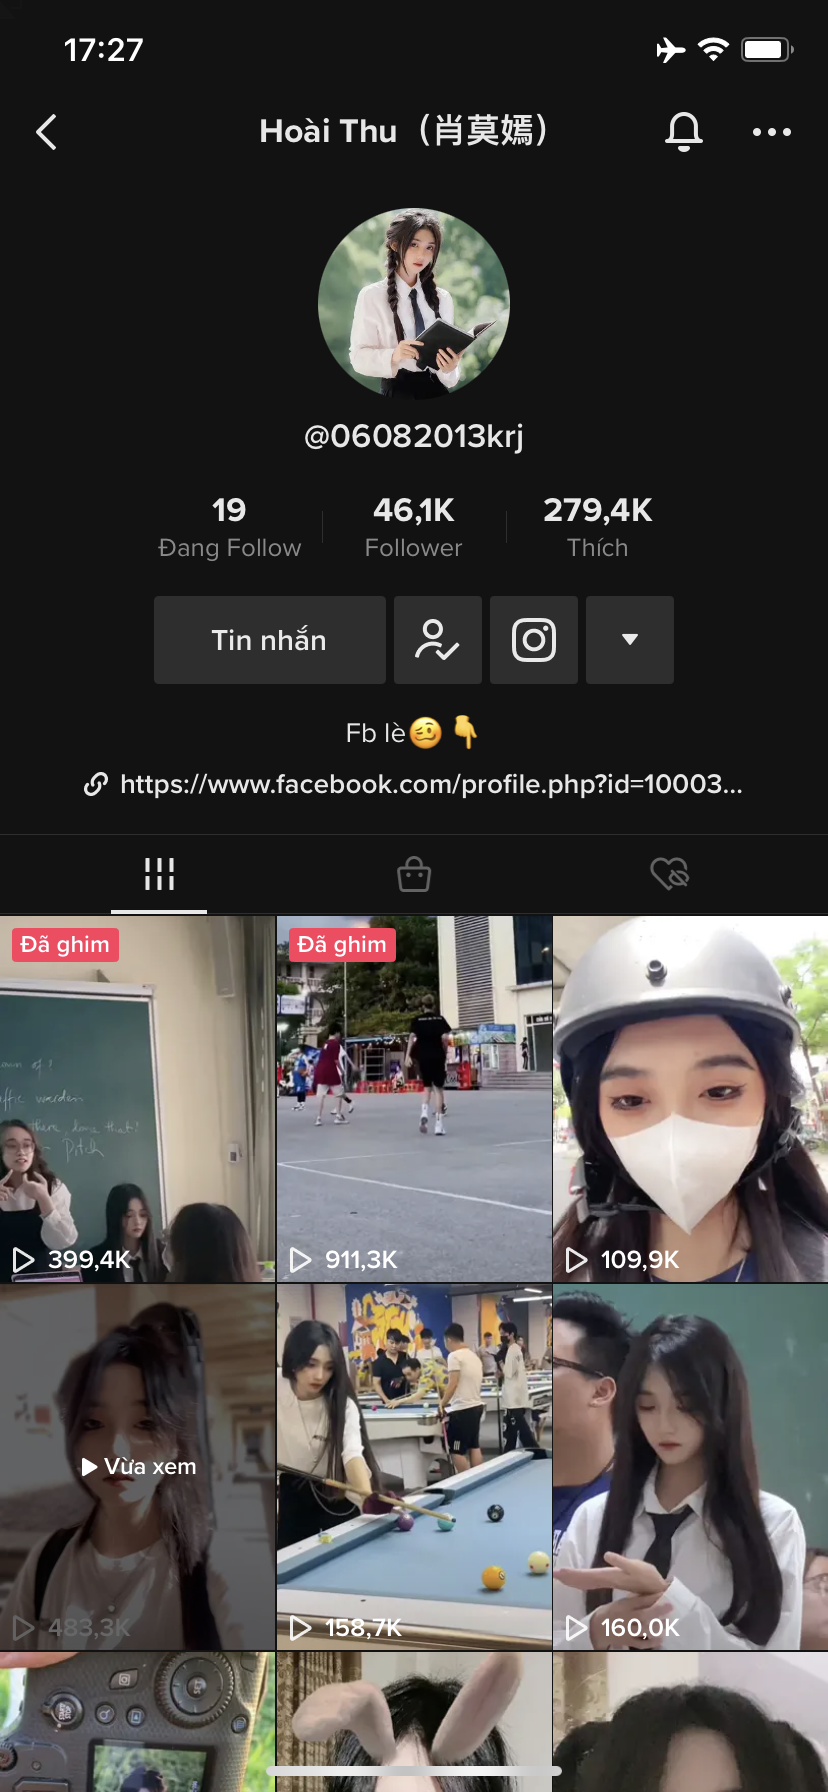 17:27
Hoài Thu（肖莫嫣）
@06082013krj
19
46,1K
279,4K
Đang Follow
Follower
Thích
Tin nhắn
Fb lè🥴👇
https://www.facebook.com/profile.php?id=10003...
Đã ghim
Đã ghim
399,4K
911,3K
109,9K
Vừa xem
483,3K
158,7K
160,0K